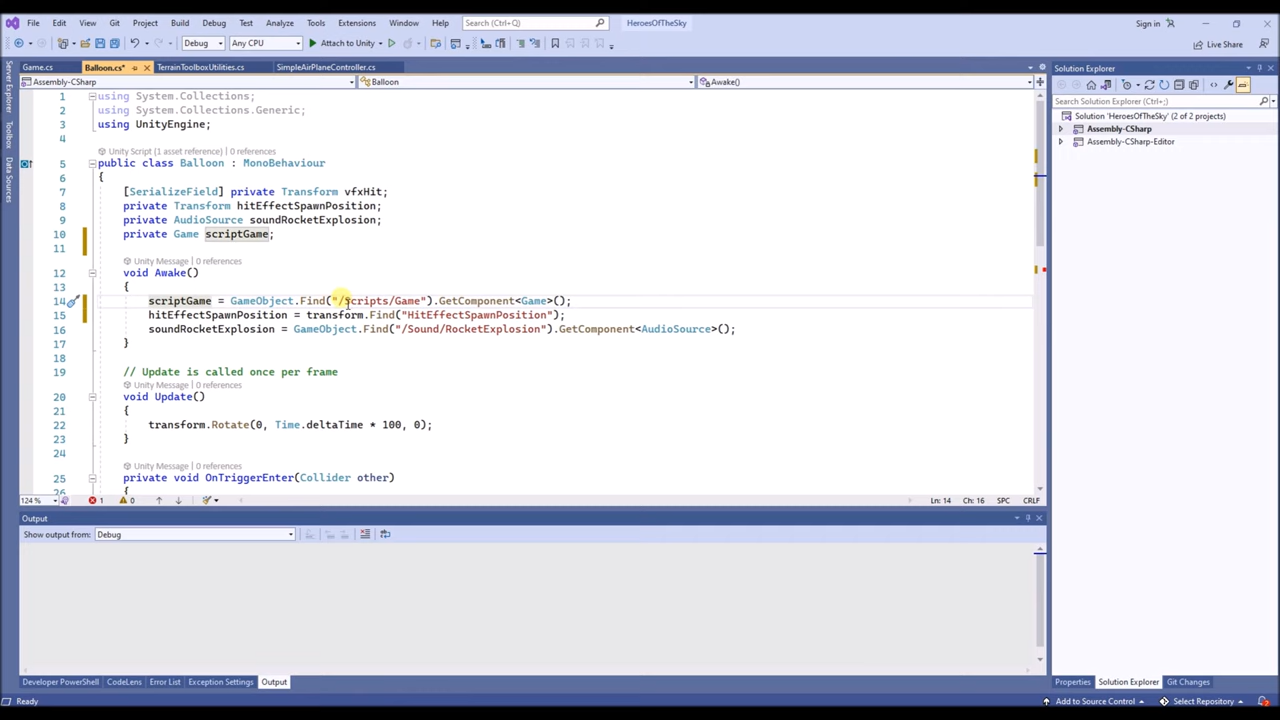 File Edit View Git Project Build Debug Test Analyze Tools Extensions Window Help Search (Ctrl+Q) HeroesOfTheSky Sign in
Debug Any CPU Attach to Unity Live Share
Game.cs Balloon.cs* TerrainToolboxUtilities.cs SimpleAirPlaneController.cs
Solution Explorer
Assembly-CSharp Balloon Awake()
Search Solution Explorer (Ctrl+;)
Solution 'HeroesOfTheSky' (2 of 2 projects)
Assembly-CSharp
Assembly-CSharp-Editor
Server Explorer
Toolbox
Data Sources
1 using System.Collections;
2 using System.Collections.Generic;
3 using UnityEngine;
4
Unity Script (1 asset reference) | 0 references
5 public class Balloon : MonoBehaviour
6 {
7 [SerializeField] private Transform vfxHit;
8 private Transform hitEffectSpawnPosition;
9 private AudioSource soundRocketExplosion;
10 private Game scriptGame;
11
Unity Message | 0 references
12 void Awake()
13 {
14 scriptGame = GameObject.Find("/Scripts/Game").GetComponent<Game>();
15 hitEffectSpawnPosition = transform.Find("HitEffectSpawnPosition");
16 soundRocketExplosion = GameObject.Find("/Sound/RocketExplosion").GetComponent<AudioSource>();
17 }
18
19 // Update is called once per frame
Unity Message | 0 references
20 void Update()
21 {
22 transform.Rotate(0, Time.deltaTime * 100, 0);
23 }
24
Unity Message | 0 references
25 private void OnTriggerEnter(Collider other)
26 {
124 % 1 0 Ln: 14 Ch: 16 SPC CRLF
Output
Show output from: Debug
Developer PowerShell CodeLens Error List Exception Settings Output Properties Solution Explorer Git Changes
Ready Add to Source Control Select Repository